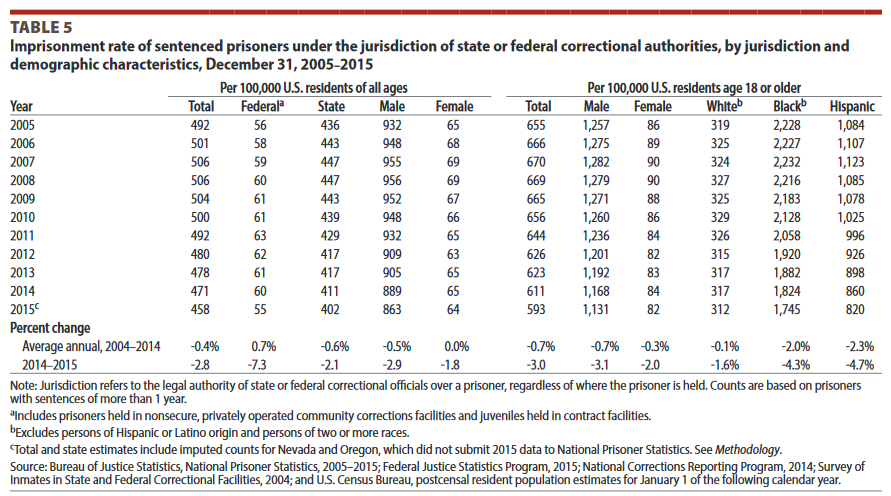 TABLE 5
Imprisonment rate of sentenced prisoners under the jurisdiction of state or federal correctional authorities, by jurisdiction and
demographic characteristics, December 31, 2005–2015
Per 100,000 U.S. residents of all ages Per 100,000 U.S. residents age 18 or older
Year Total Federalᵃ State Male Female Total Male Female Whiteᵇ Blackᵇ Hispanic
2005 492 56 436 932 65 655 1,257 86 319 2,228 1,084
2006 501 58 443 948 68 666 1,275 89 325 2,227 1,107
2007 506 59 447 955 69 670 1,282 90 324 2,232 1,123
2008 506 60 447 956 69 669 1,279 90 327 2,216 1,085
2009 504 61 443 952 67 665 1,271 88 325 2,183 1,078
2010 500 61 439 948 66 656 1,260 86 329 2,128 1,025
2011 492 63 429 932 65 644 1,236 84 326 2,058 996
2012 480 62 417 909 63 626 1,201 82 315 1,920 926
2013 478 61 417 905 65 623 1,192 83 317 1,882 898
2014 471 60 411 889 65 611 1,168 84 317 1,824 860
2015ᶜ 458 55 402 863 64 593 1,131 82 312 1,745 820
Percent change
Average annual, 2004–2014 -0.4% 0.7% -0.6% -0.5% 0.0% -0.7% -0.7% -0.3% -0.1% -2.0% -2.3%
2014–2015 -2.8 -7.3 -2.1 -2.9 -1.8 -3.0 -3.1 -2.0 -1.6% -4.3% -4.7%
Note: Jurisdiction refers to the legal authority of state or federal correctional officials over a prisoner, regardless of where the prisoner is held. Counts are based on prisoners
with sentences of more than 1 year.
ᵃIncludes prisoners held in nonsecure, privately operated community corrections facilities and juveniles held in contract facilities.
ᵇExcludes persons of Hispanic or Latino origin and persons of two or more races.
ᶜTotal and state estimates include imputed counts for Nevada and Oregon, which did not submit 2015 data to National Prisoner Statistics. See Methodology.
Source: Bureau of Justice Statistics, National Prisoner Statistics, 2005–2015; Federal Justice Statistics Program, 2015; National Corrections Reporting Program, 2014; Survey of
Inmates in State and Federal Correctional Facilities, 2004; and U.S. Census Bureau, postcensal resident population estimates for January 1 of the following calendar year.